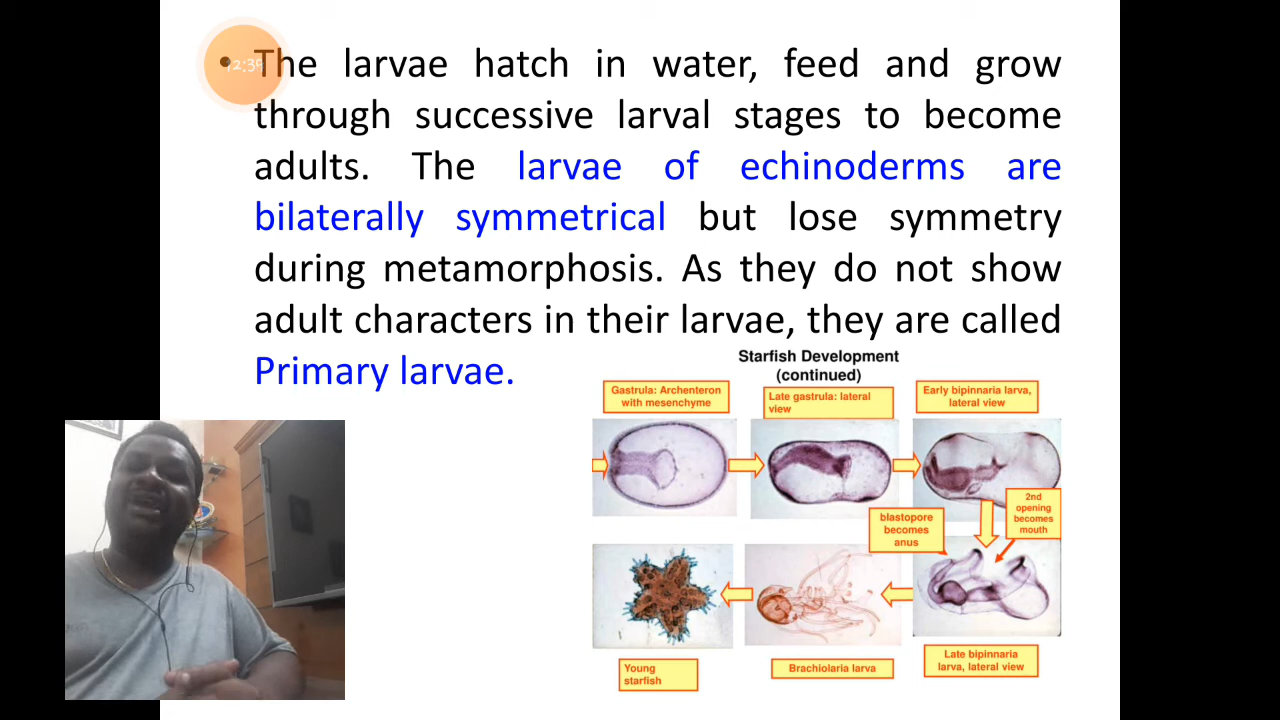 • The larvae hatch in water, feed and grow
through successive larval stages to become
adults. The larvae of echinoderms are
bilaterally symmetrical but lose symmetry
during metamorphosis. As they do not show
adult characters in their larvae, they are called
Primary larvae.
Starfish Development
(continued)
Gastrula: Archenteron
with mesenchyme
Late gastrula: lateral
view
Early bipinnaria larva,
lateral view
2nd
opening
becomes
mouth
blastopore
becomes
anus
Young
starfish
Brachiolaria larva
Late bipinnaria
larva, lateral view